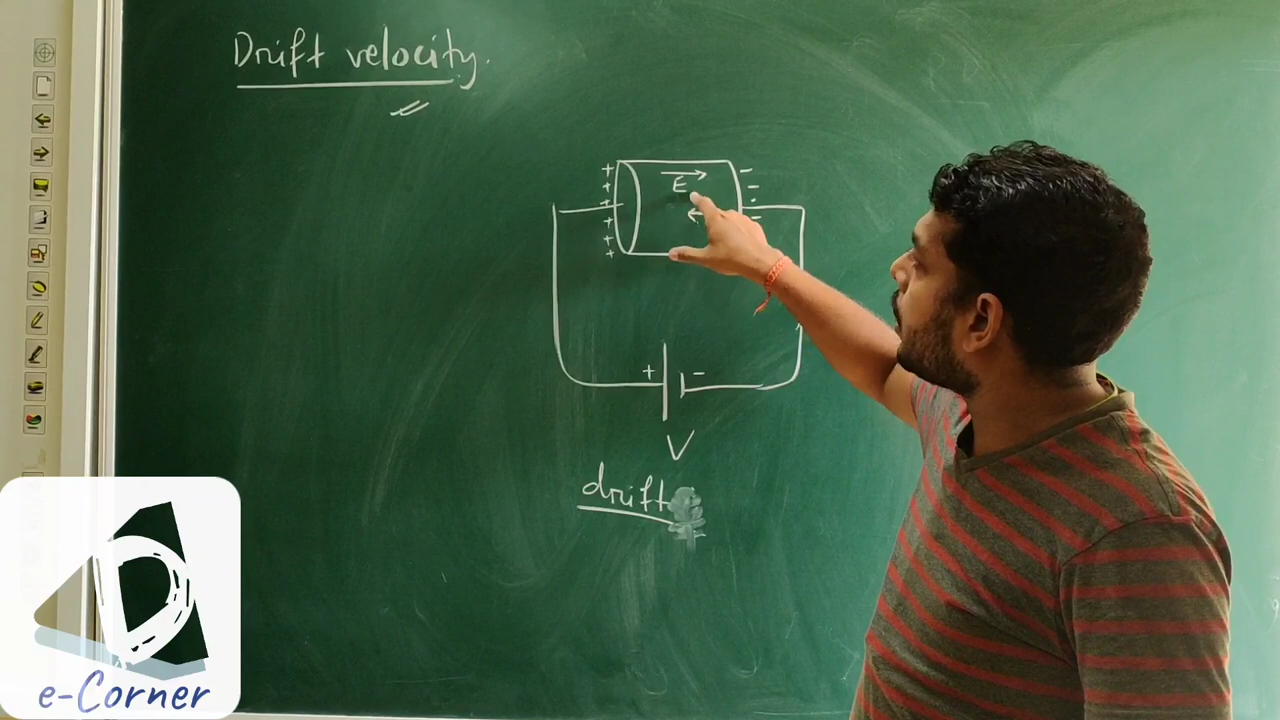 Drift velocity.
+ + + + + +
- - -
E
+ -
V
drift
e-Corner